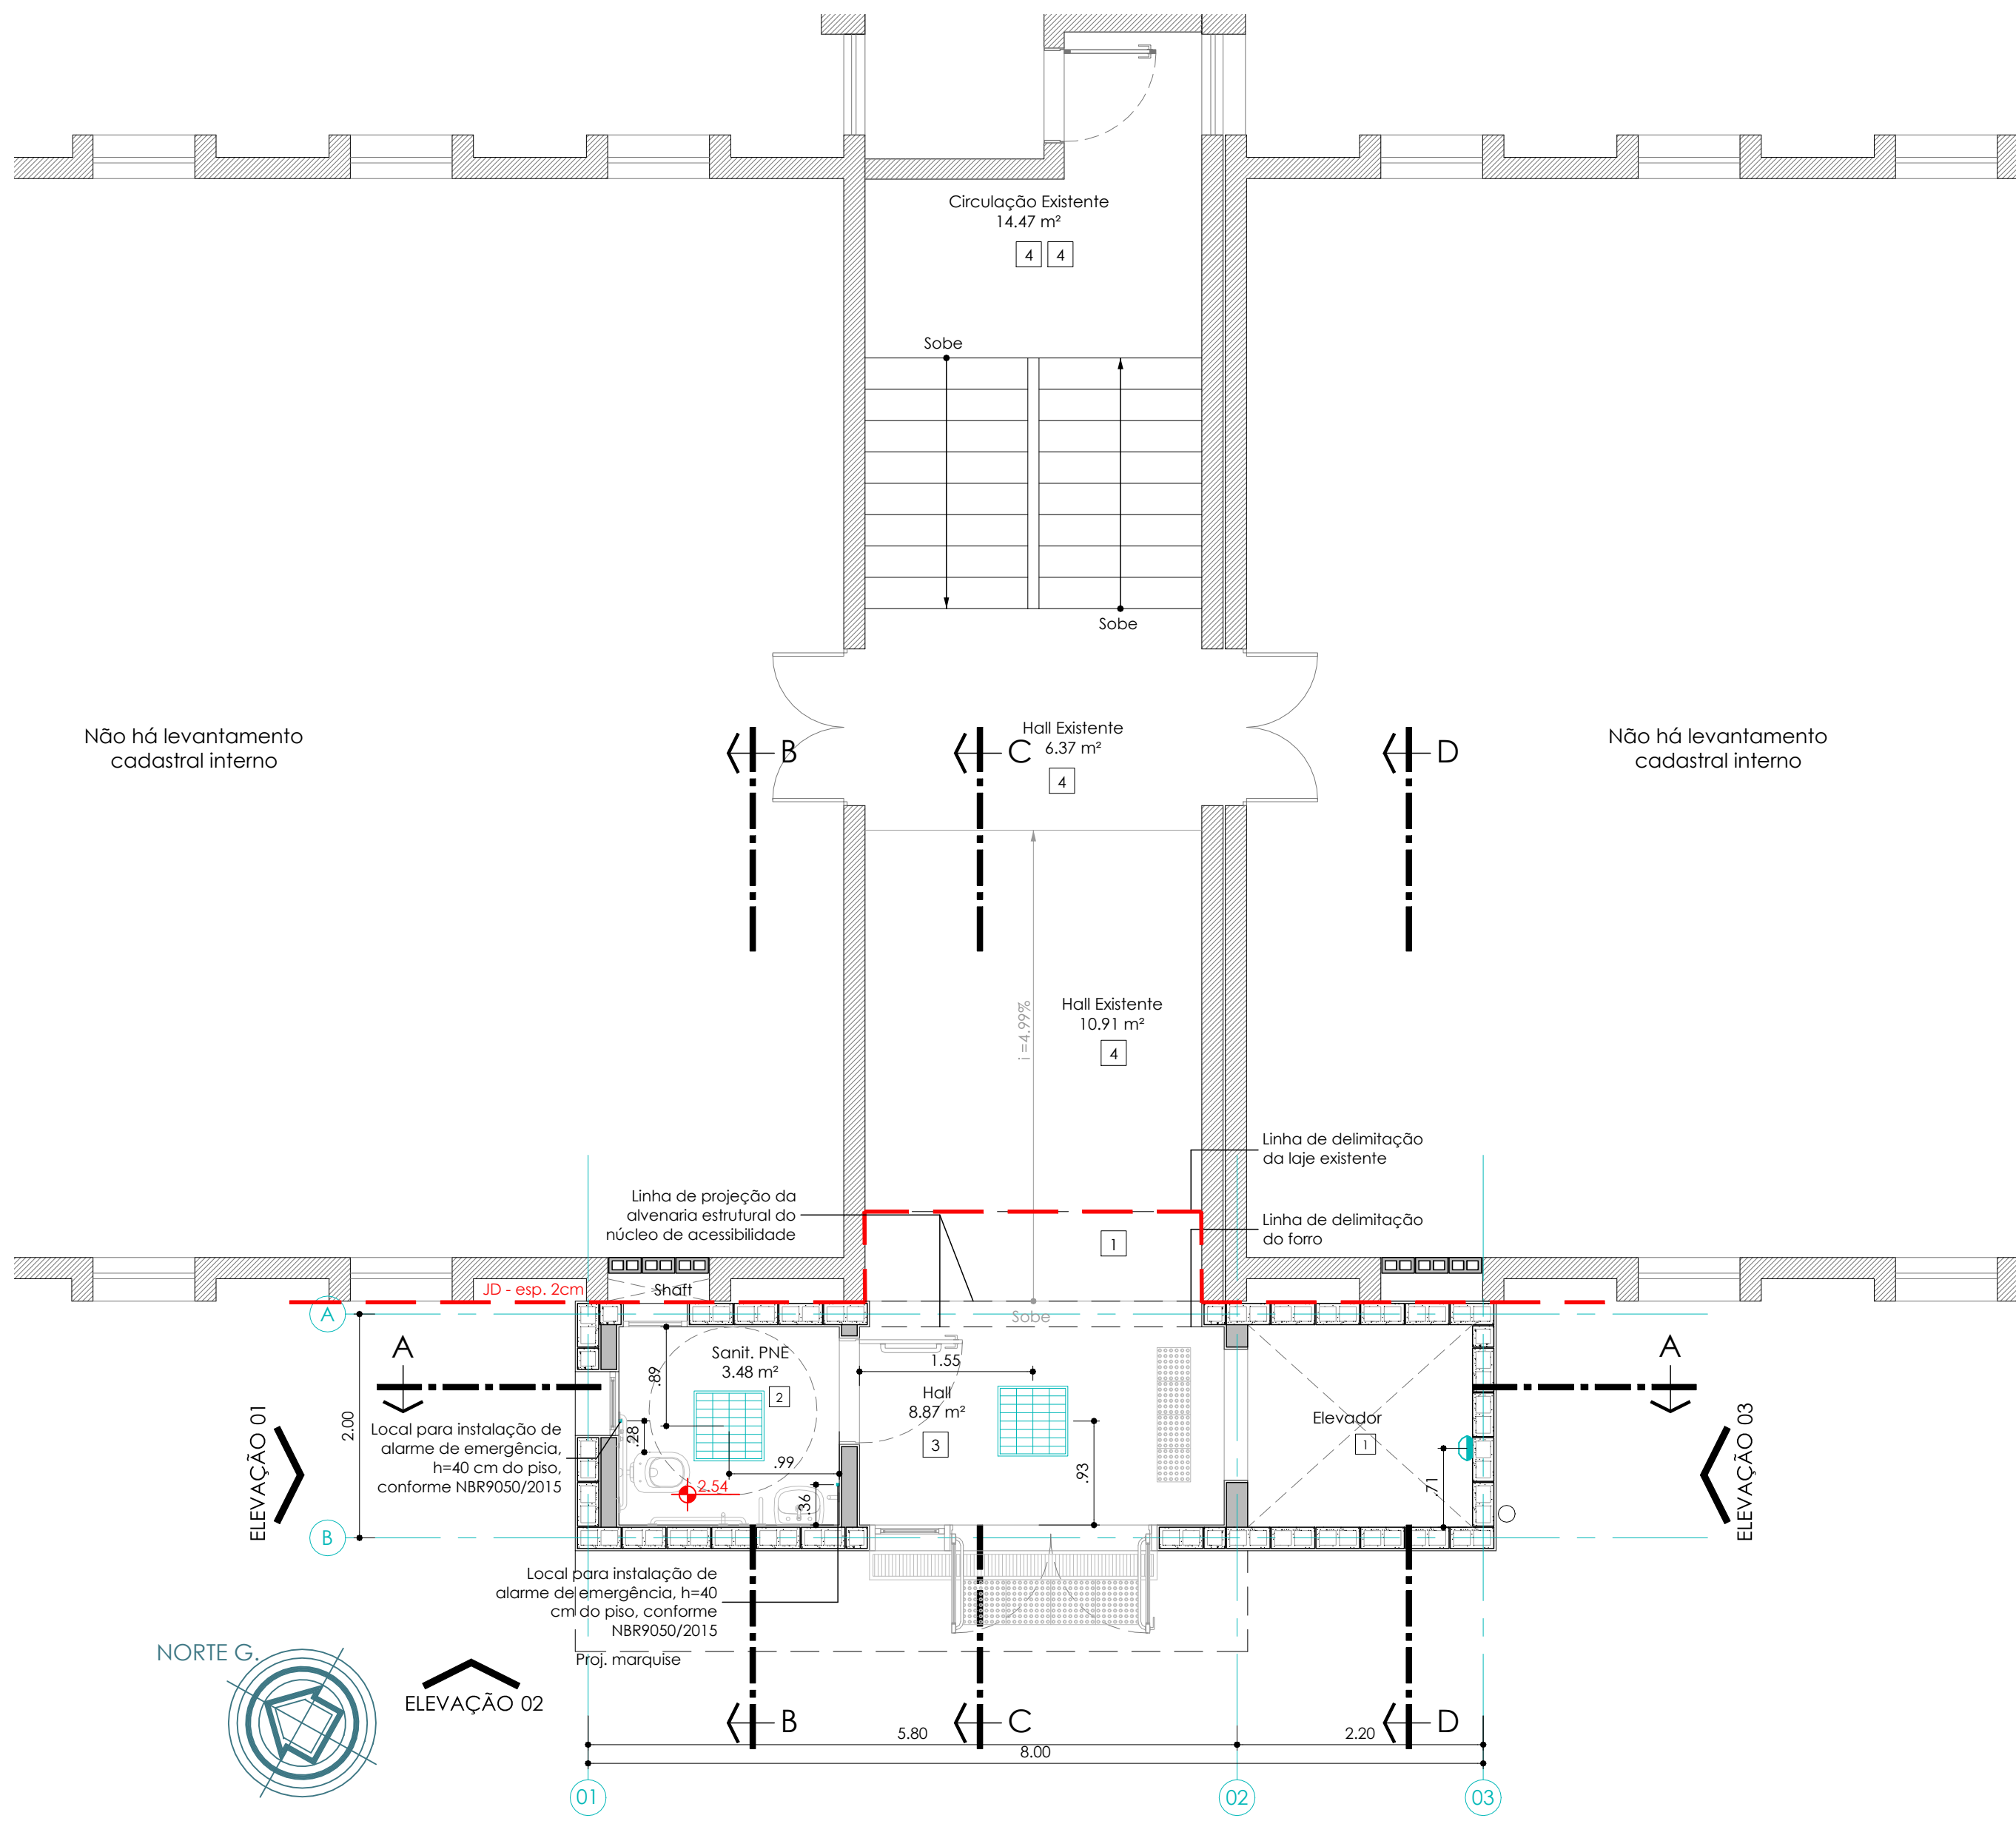 Circulação Existente
14.47 m²
4 4
Sobe
Sobe
Não há levantamento
cadastral interno
B
C
Hall Existente
6.37 m²
4
D
Não há levantamento
cadastral interno
i=4.99%
Hall Existente
10.91 m²
4
Linha de delimitação
da laje existente
Linha de projeção da
alvenaria estrutural do
núcleo de acessibilidade
Linha de delimitação
do forro
1
JD - esp. 2cm
Shaft
A
Sobe
A
A
Sanit. PNE
3.48 m²
2
.89
1.55
Hall
8.87 m²
3
Elevador
1
2.00
ELEVAÇÃO 01
Local para instalação de
alarme de emergência,
h=40 cm do piso,
conforme NBR9050/2015
.28
.99
2.54
.36
.93
.71
ELEVAÇÃO 03
B
Local para instalação de
alarme de emergência, h=40
cm do piso, conforme
NBR9050/2015
Proj. marquise
NORTE G.
ELEVAÇÃO 02
B
C
D
5.80
2.20
8.00
01
02
03